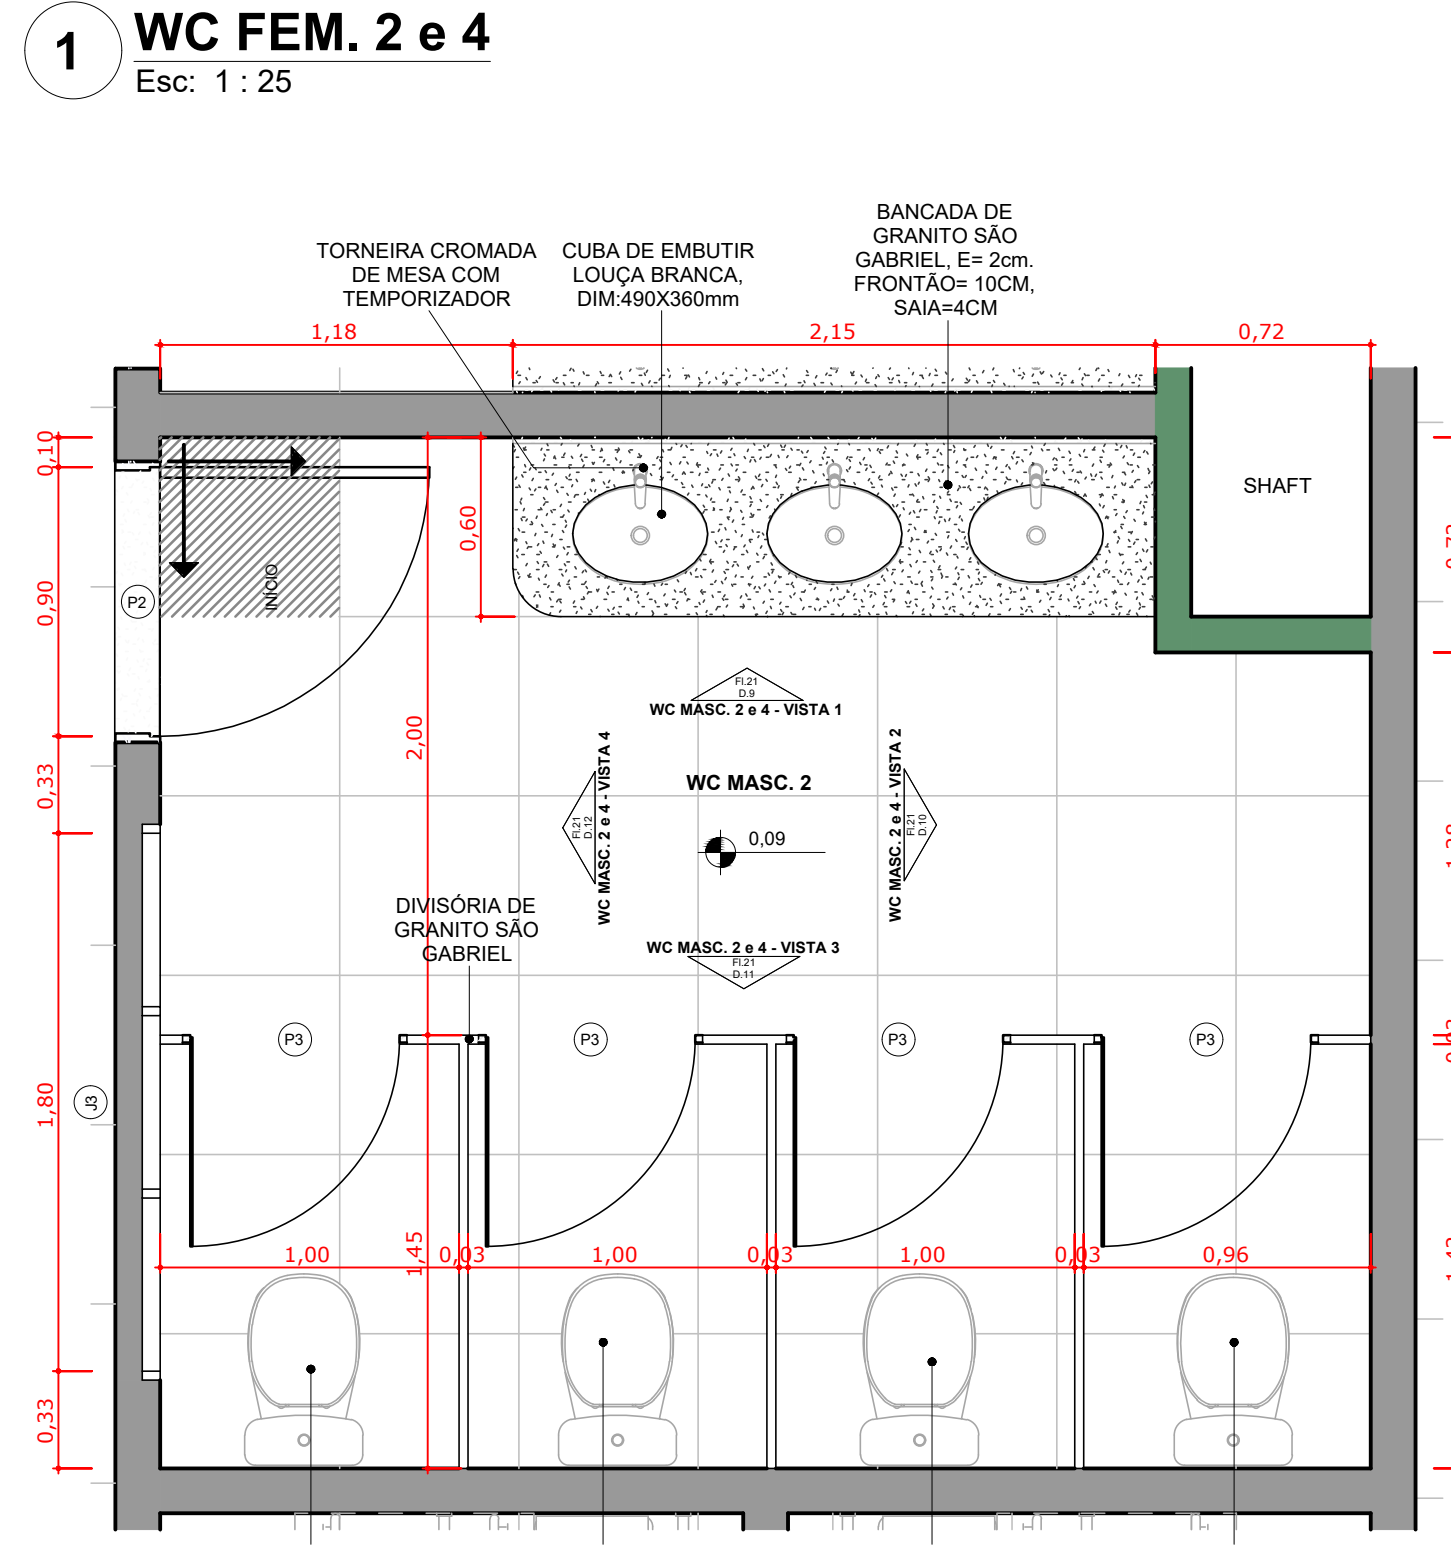 1
WC FEM. 2 e 4
Esc: 1 : 25
TORNEIRA CROMADA
DE MESA COM
TEMPORIZADOR
CUBA DE EMBUTIR
LOUÇA BRANCA,
DIM:490X360mm
BANCADA DE
GRANITO SÃO
GABRIEL, E= 2cm.
FRONTÃO= 10CM,
SAIA=4CM
1,18
2,15
0,72
0,10
0,90
0,33
1,80
0,33
P2
J3
INÍCIO
0,60
2,00
1,45
SHAFT
Fl.21
D.9
WC MASC. 2 e 4 - VISTA 1
WC MASC. 2 e 4 - VISTA 4
Fl.21
D.12
WC MASC. 2
0,09
WC MASC. 2 e 4 - VISTA 2
Fl.21
D.10
WC MASC. 2 e 4 - VISTA 3
Fl.21
D.11
DIVISÓRIA DE
GRANITO SÃO
GABRIEL
P3
P3
P3
P3
1,00
0,03
1,00
0,03
1,00
0,03
0,96